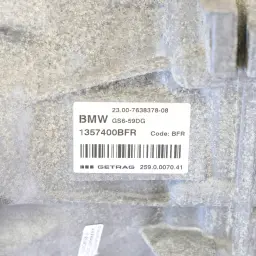 23.00-7638378-08
BMW GS6-59DG
1357400BFR Code: BFR
GETRAG 259.0.0070.41